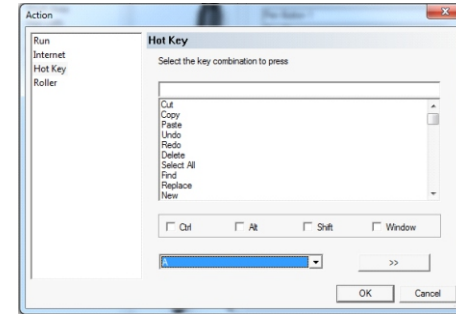 Action
Run
Internet
Hot Key
Roller
Hot Key
Select the key combination to press
Cut
Copy
Paste
Undo
Redo
Delete
Select All
Find
Replace
New
Ctrl Alt Shift Window
A >>
OK Cancel